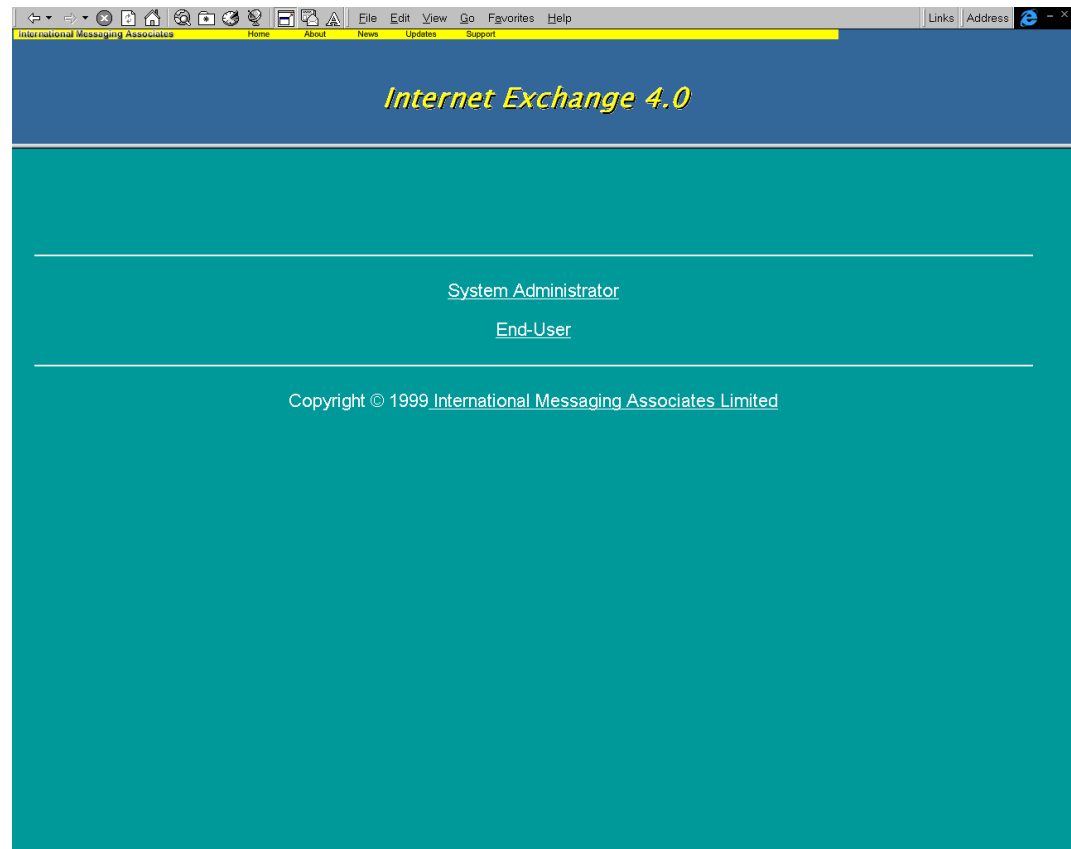 File Edit View Go Favorites Help Links Address
International Messaging Associates Home About News Updates Support
Internet Exchange 4.0
System Administrator
End-User
Copyright © 1999 International Messaging Associates Limited